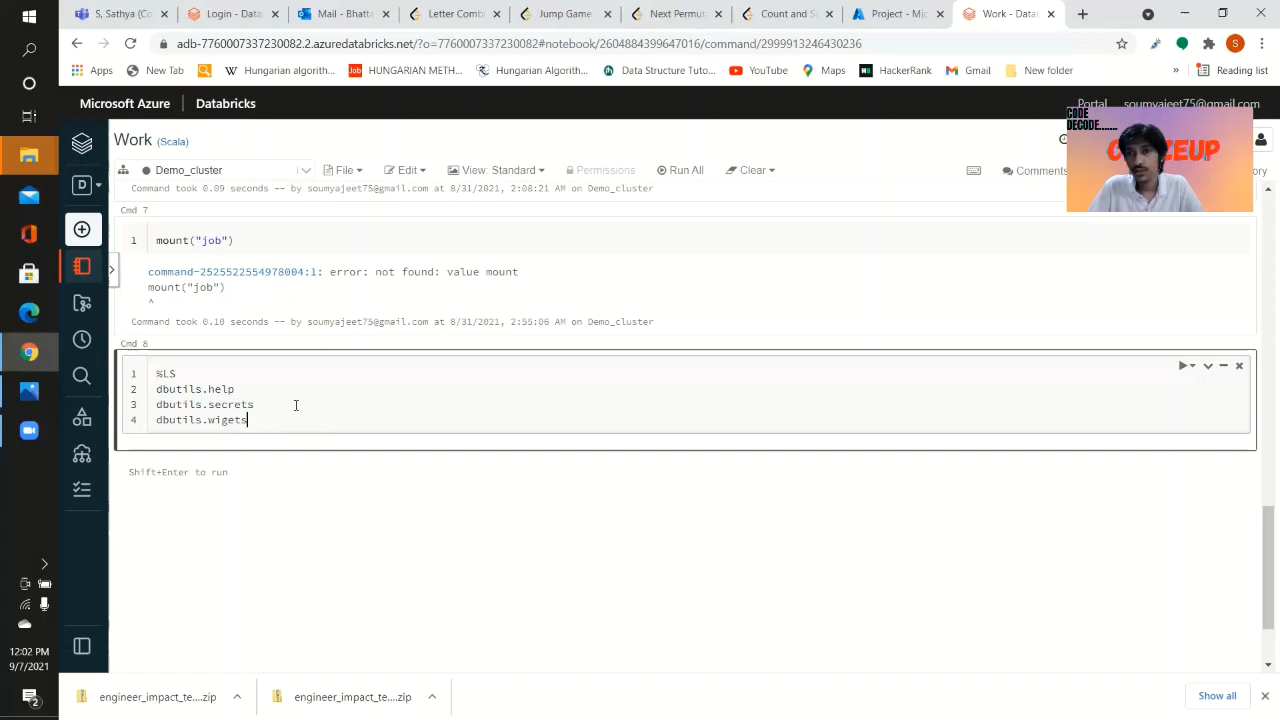 S, Sathya (C
Login - Data
Mail - Bhatta
Letter Comb
Jump Game
Next Permut
Count and S
Project - Mi
Work - Data
adb-7760007337230082.2.azuredatabricks.net/?o=7760007337230082#notebook/2604884399647016/command/2999913246430236
S
Apps
New Tab
Hungarian algorith...
HUNGARIAN METH...
Hungarian Algorith...
Data Structure Tuto...
YouTube
Maps
HackerRank
Gmail
New folder
»
Reading list
Microsoft Azure
Databricks
Portal
soumyajeet75@gmail.com
CODE
DECODE.......
Work (Scala)
D
Demo_cluster
File
Edit
View: Standard
Permissions
Run All
Clear
Comments
Command took 0.09 seconds -- by soumyajeet75@gmail.com at 8/31/2021, 2:08:21 AM on Demo_cluster
Cmd 7
1 mount("job")
command-2525522554978004:1: error: not found: value mount
mount("job")
^
Command took 0.10 seconds -- by soumyajeet75@gmail.com at 8/31/2021, 2:55:06 AM on Demo_cluster
Cmd 8
1 %LS
2 dbutils.help
3 dbutils.secrets
4 dbutils.wigets
Shift+Enter to run
12:02 PM
9/7/2021
2
engineer_impact_te....zip
engineer_impact_te....zip
Show all